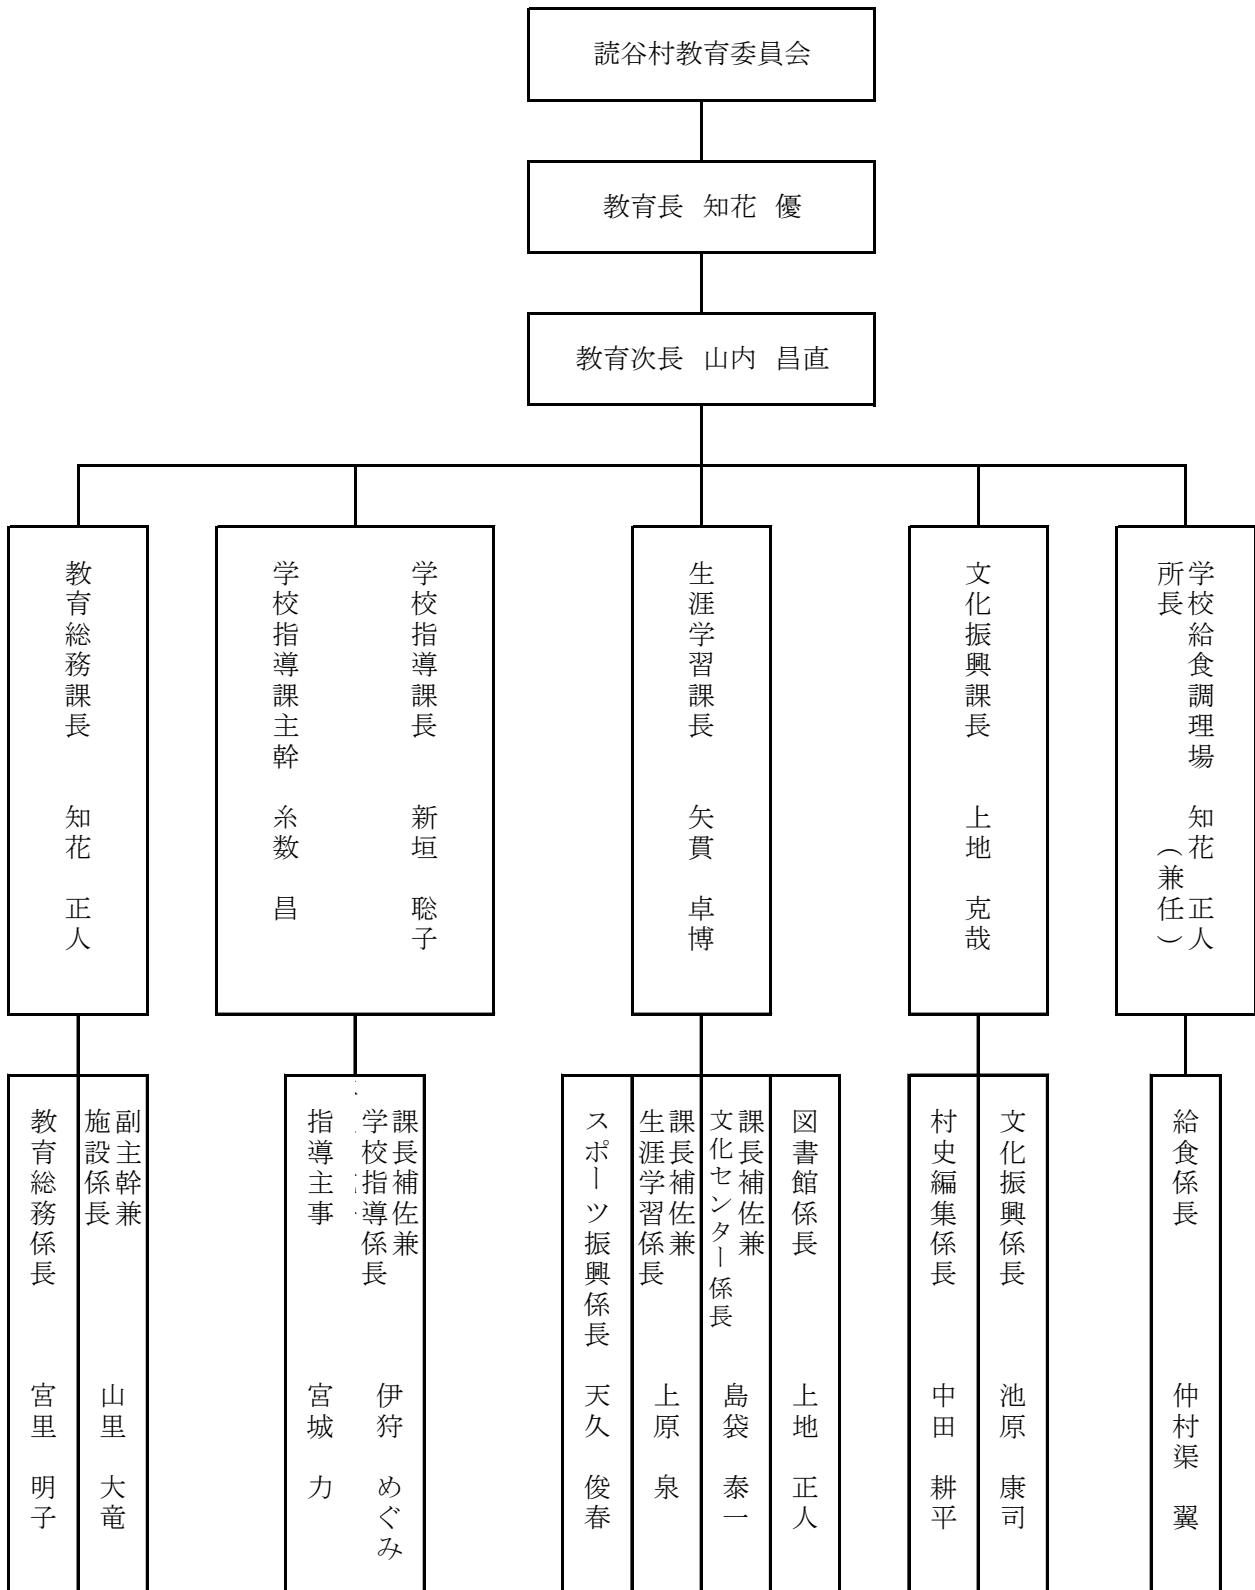 読谷村教育委員会
教育長 知花 優
教育次長 山内 昌直
学校給食調理場 知花 正人
所長 （兼任）
文化振興課長 上地 克哉
生涯学習課長 矢貫 卓博
学校指導課長 新垣 聡子
学校指導課主幹 糸数 昌
教育総務課長 知花 正人
給食係長 仲村渠 翼
文化振興係長 池原 康司
村史編集係長 中田 耕平
図書館係長 上地 正人
課長補佐兼
文化センター係長 島袋 泰一
課長補佐兼
生涯学習係長 上原 泉
スポーツ振興係長 天久 俊春
課長補佐兼
学校指導係長 伊狩 めぐみ
指導主事 宮城 力
副主幹兼
施設係長 山里 大竜
教育総務係長 宮里 明子